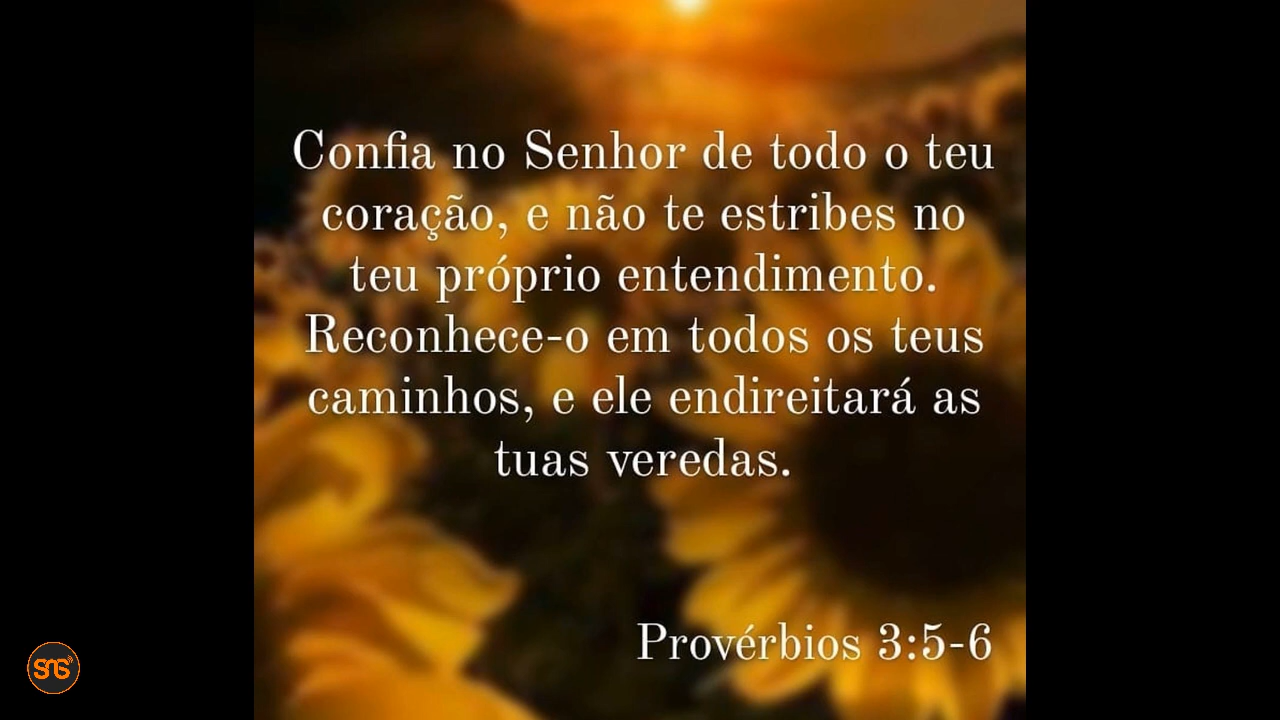 Confia no Senhor de todo o teu
coração, e não te estribes no
teu próprio entendimento.
Reconhece-o em todos os teus
caminhos, e ele endireitará as
tuas veredas.
Provérbios 3:5-6
SNS